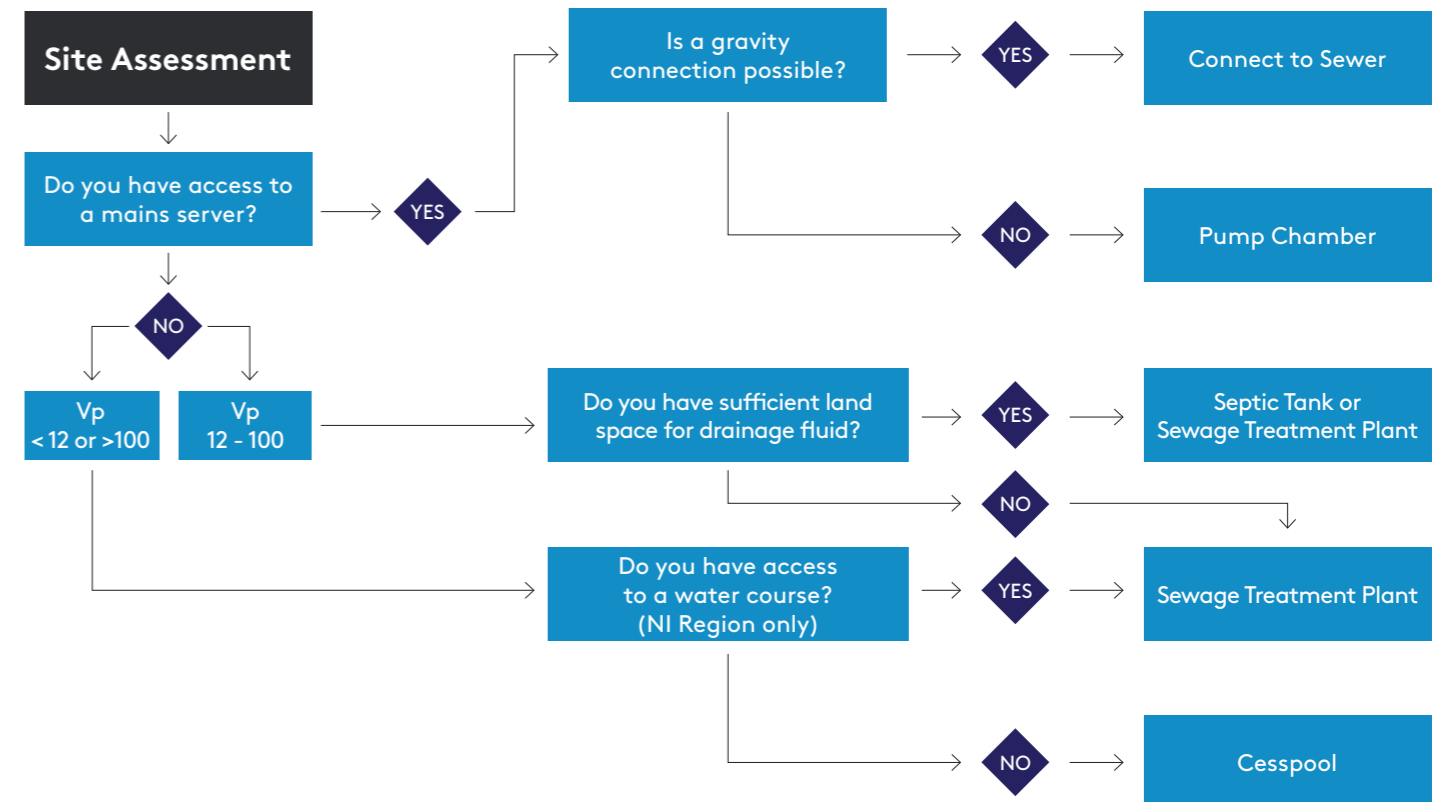 Site Assessment
Is a gravity
connection possible?
YES
Connect to Sewer
Do you have access to
a mains server?
YES
NO
Pump Chamber
NO
Vp
< 12 or >100
Vp
12 - 100
Do you have sufficient land
space for drainage fluid?
YES
Septic Tank or
Sewage Treatment Plant
NO
Do you have access
to a water course?
(NI Region only)
YES
Sewage Treatment Plant
NO
Cesspool